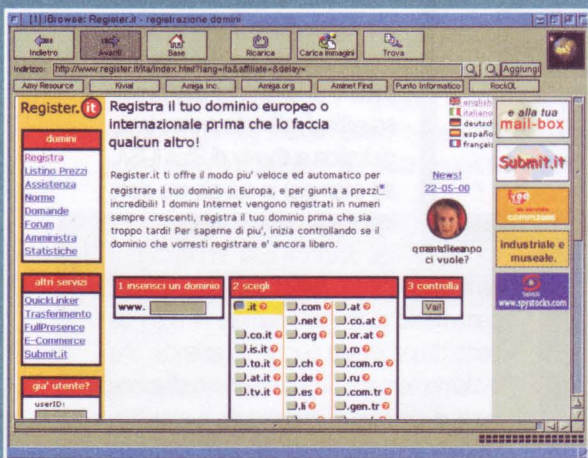 [1] iBrowse: Register.it - registrazione domini
Indietro
Avanti
Base
Ricarica
Carica immagini
Trova
Indirizzo: http://www.register.it/ita/index.html?lang=ita&affiliate=&delay=
Aggiungi
Amy Resource
Kivial
Amiga Inc.
Amiga.org
Aminet Find
Punto Informatico
RockOL
Register.it
domini
Registra
Listino Prezzi
Assistenza
Norme
Domande
Forum
Amministra
Statistiche
altri servizi
QuickLinker
Trasferimento
FullPresence
E-Commerce
Submit.it
gia' utente?
userID:
Registra il tuo dominio europeo o
internazionale prima che lo faccia
qualcun altro!
Register.it ti offre il modo piu' veloce ed automatico per
registrare il tuo dominio in Europa, e per giunta a prezzi*
incredibili! I domini Internet vengono registrati in numeri
sempre crescenti, registra il tuo dominio prima che sia
troppo tardi! Per saperne di piu', inizia controllando se il
dominio che vorresti registrare e' ancora libero.
english
italiano
deutsch
español
français
News!
22-05-00
ci vuole?
1 inserisci un dominio
www.
2 scegli
.it
.co.it
.is.it
.to.it
.at.it
.tv.it
.com
.net
.org
.ch
.de
.es
.li
.at
.co.at
.or.at
.ro
.com.ro
.ru
.com.tr
.gen.tr
3 controlla
Vai!
e alla tua
mail-box
Submit.it
free
industriale e
museale.
www.spystocks.com